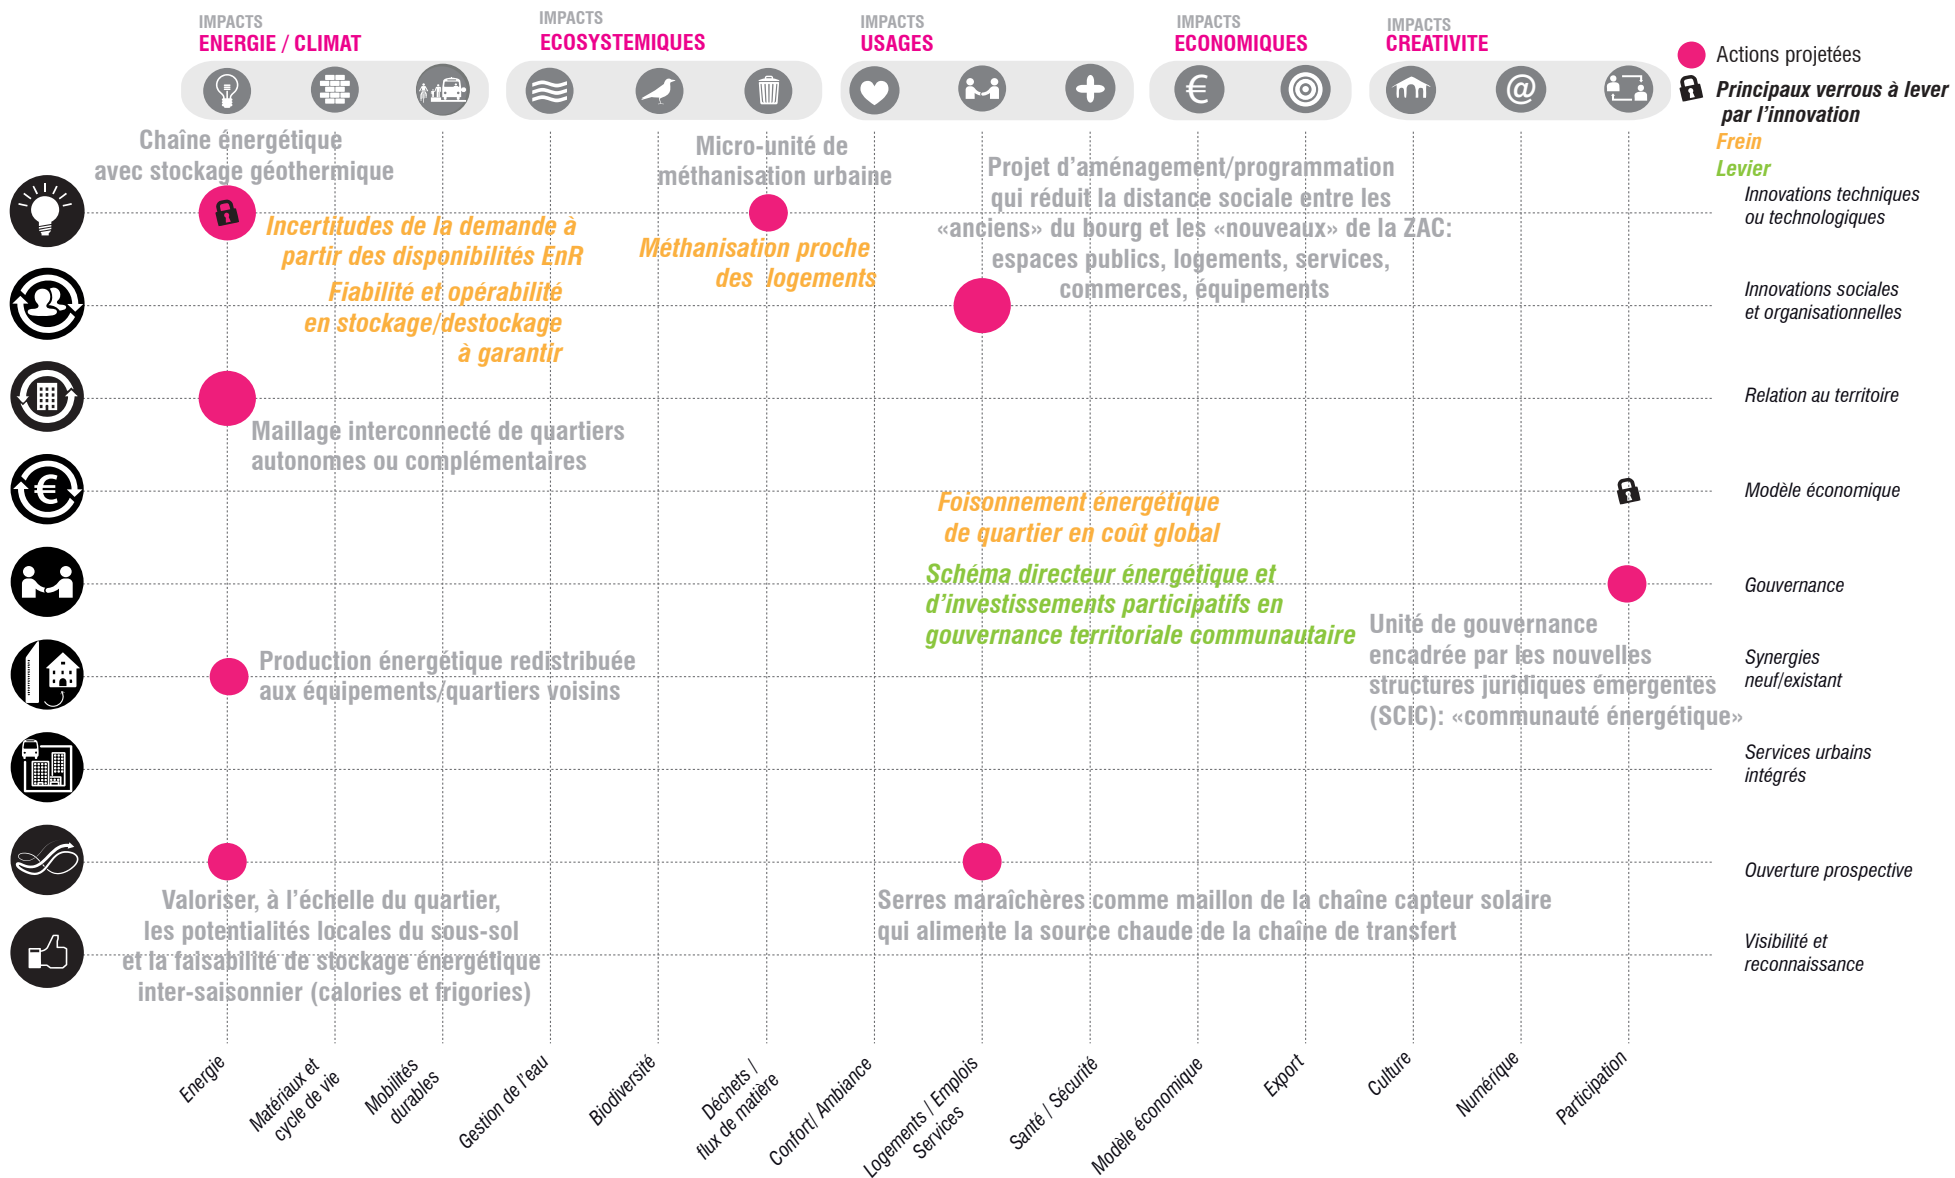 IMPACTS
ENERGIE / CLIMAT
IMPACTS
ECOSYSTEMIQUES
IMPACTS
USAGES
IMPACTS
ECONOMIQUES
IMPACTS
CREATIVITE
Actions projetées
Principaux verrous à lever
par l'innovation
Frein
Levier
Chaîne énergétique
avec stockage géothermique
Micro-unité de
méthanisation urbaine
Projet d'aménagement/programmation
qui réduit la distance sociale entre les
«anciens» du bourg et les «nouveaux» de la ZAC:
espaces publics, logements, services,
commerces, équipements
Incertitudes de la demande à
partir des disponibilités EnR
Fiabilité et opérabilité
en stockage/destockage
à garantir
Méthanisation proche
des logements
Innovations techniques
ou technologiques
Innovations sociales
et organisationnelles
Relation au territoire
Maillage interconnecté de quartiers
autonomes ou complémentaires
Modèle économique
Foisonnement énergétique
de quartier en coût global
Schéma directeur énergétique et
d'investissements participatifs en
gouvernance territoriale communautaire
Gouvernance
Unité de gouvernance
encadrée par les nouvelles
structures juridiques émergentes
(SCIC): «communauté énergétique»
Production énergétique redistribuée
aux équipements/quartiers voisins
Synergies
neuf/existant
Services urbains
intégrés
Ouverture prospective
Valoriser, à l'échelle du quartier,
les potentialités locales du sous-sol
et la faisabilité de stockage énergétique
inter-saisonnier (calories et frigories)
Serres maraîchères comme maillon de la chaîne capteur solaire
qui alimente la source chaude de la chaîne de transfert
Visibilité et
reconnaissance
Energie
Matériaux et
cycle de vie
Mobilités
durables
Gestion de l'eau
Biodiversité
Déchets /
flux de matière
Confort/ Ambiance
Logements / Emplois
Services
Santé / Sécurité
Modèle économique
Export
Culture
Numérique
Participation